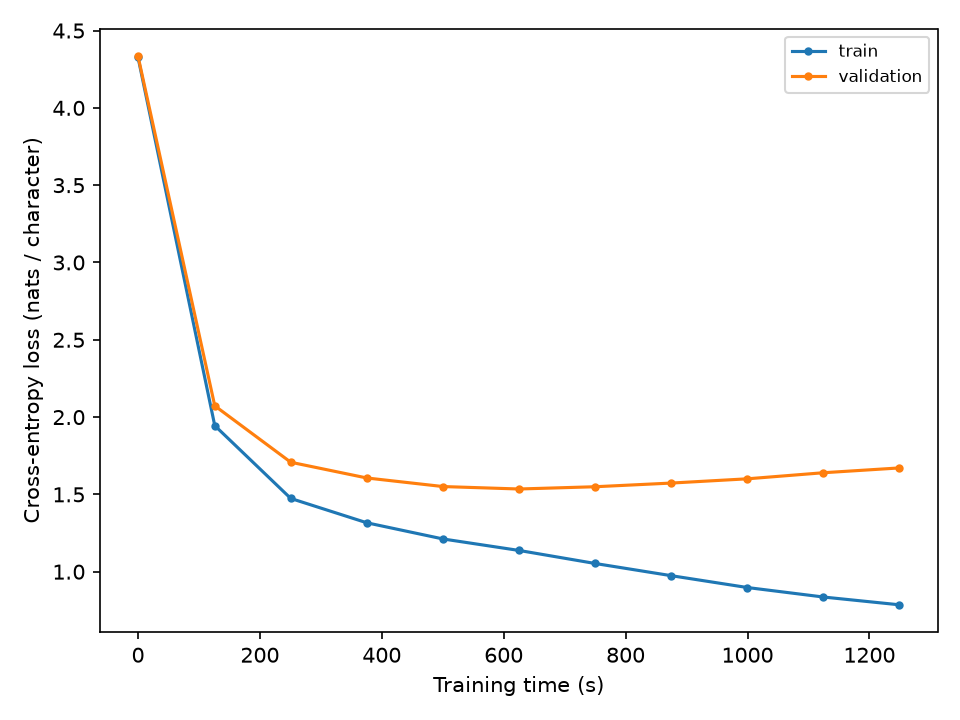 4.5
4.0
3.5
3.0
2.5
2.0
1.5
1.0
Cross-entropy loss (nats / character)
train
validation
0 200 400 600 800 1000 1200
Training time (s)